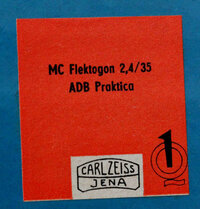 MC Flektogon 2,4/35
ADB Praktica
1
CARL ZEISS
JENA